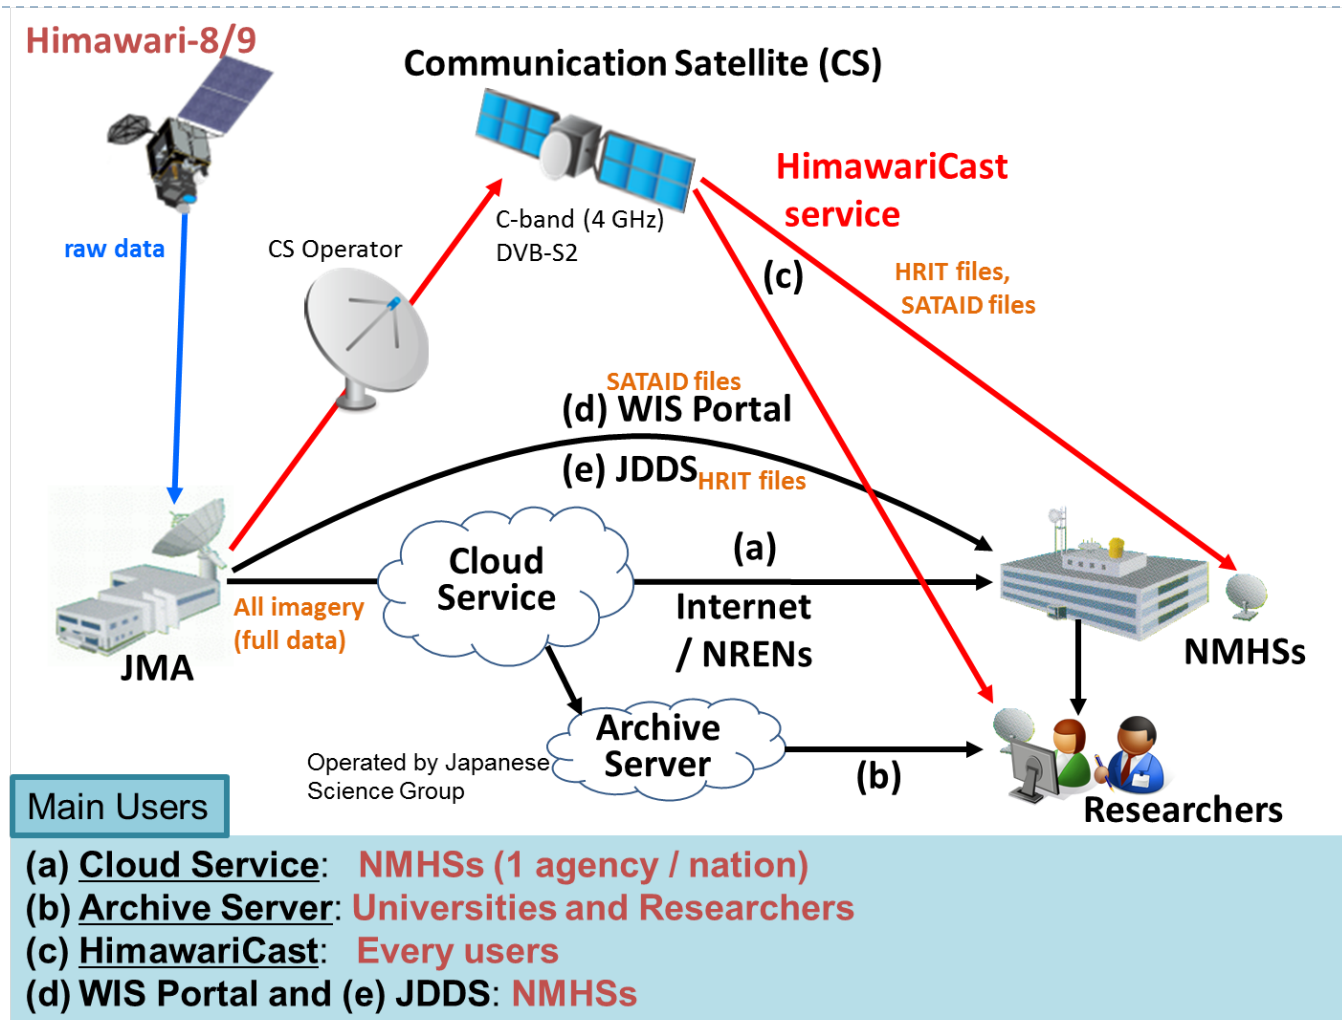 Himawari-8/9
Communication Satellite (CS)
raw data
CS Operator
C-band (4 GHz)
DVB-S2
HimawariCast
service
(c)
HRIT files,
SATAID files
SATAID files
(d) WIS Portal
(e) JDDS
HRIT files
Cloud
Service
(a)
Internet
/ NRENs
All imagery
(full data)
JMA
NMHSs
Archive
Server
(b)
Operated by Japanese
Science Group
Researchers
Main Users
(a) Cloud Service: NMHSs (1 agency / nation)
(b) Archive Server: Universities and Researchers
(c) HimawariCast: Every users
(d) WIS Portal and (e) JDDS: NMHSs